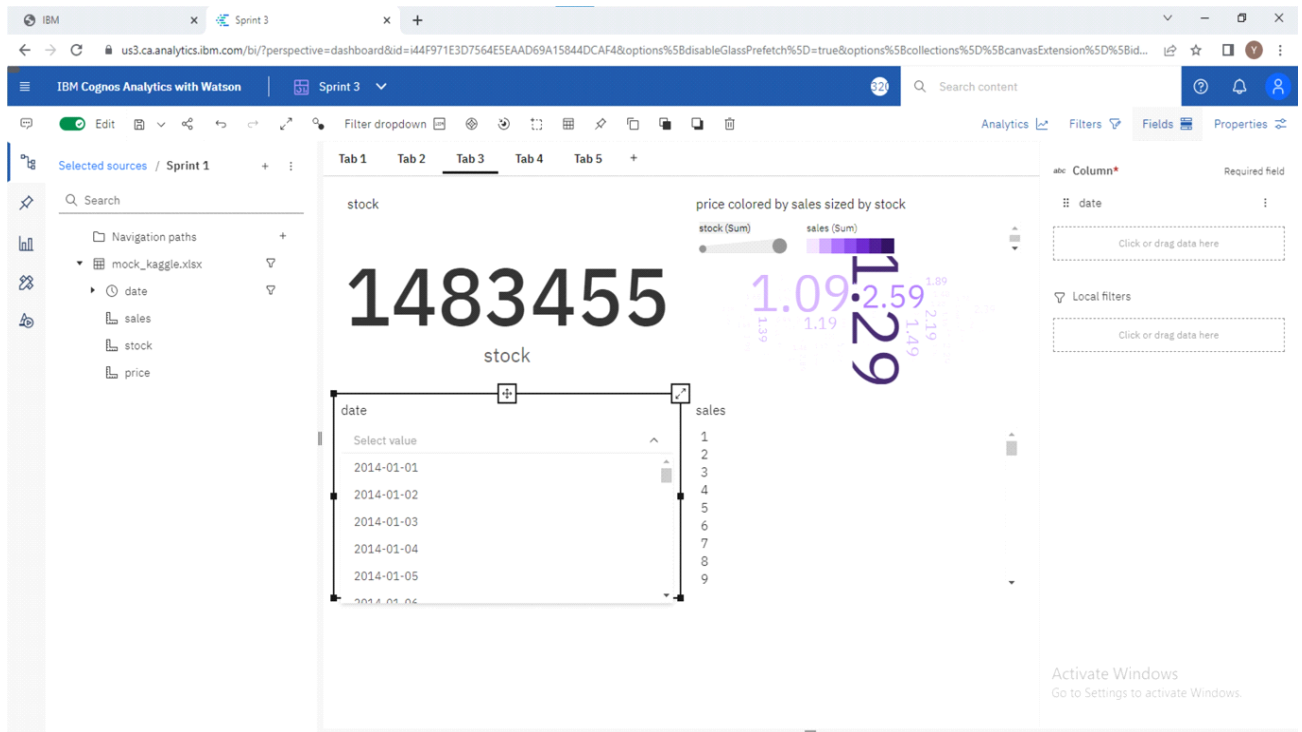 IBM
Sprint 3
us3.ca.analytics.ibm.com/bi/?perspective=dashboard&id=i44F971E3D7564E5EAAD69A15844DCAF4&options%5BdisableGlassPrefetch%5D=true&options%5Bcollections%5D%5BcanvasExtension%5D%5Bid...
Y
IBM Cognos Analytics with Watson
Sprint 3
320
Search content
Edit
Filter dropdown
Analytics
Filters
Fields
Properties
Selected sources / Sprint 1
Search
Navigation paths
mock_kaggle.xlsx
date
sales
stock
price
Tab 1
Tab 2
Tab 3
Tab 4
Tab 5
stock
1483455
stock
price colored by sales sized by stock
stock (Sum)
sales (Sum)
1.09
1.29
2.59
1.89
1.39
1.19
1.49
2.19
date
Select value
2014-01-01
2014-01-02
2014-01-03
2014-01-04
2014-01-05
2014-01-06
sales
1
2
3
4
5
6
7
8
9
abc Column*
Required field
date
Click or drag data here
Local filters
Click or drag data here
Activate Windows
Go to Settings to activate Windows.